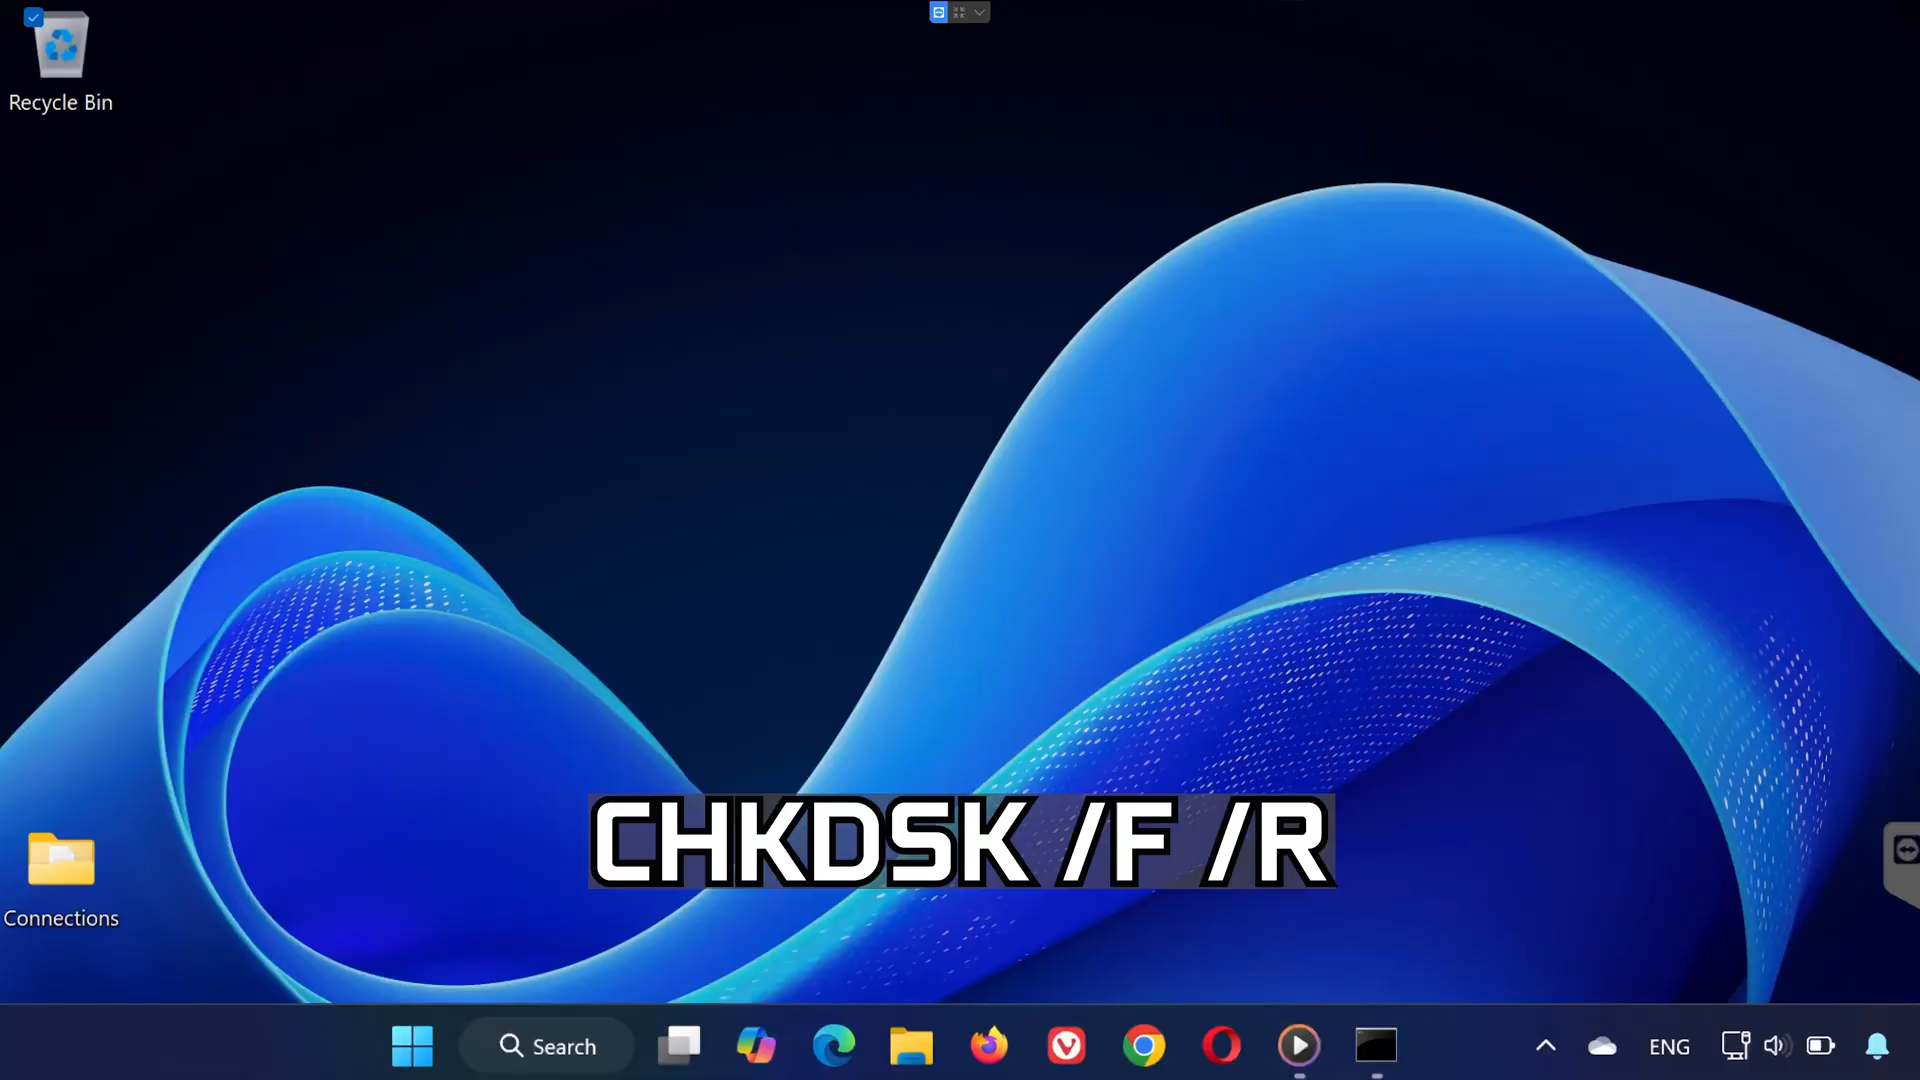 Recycle Bin
CHKDSK /F /R
Connections
Search
ENG